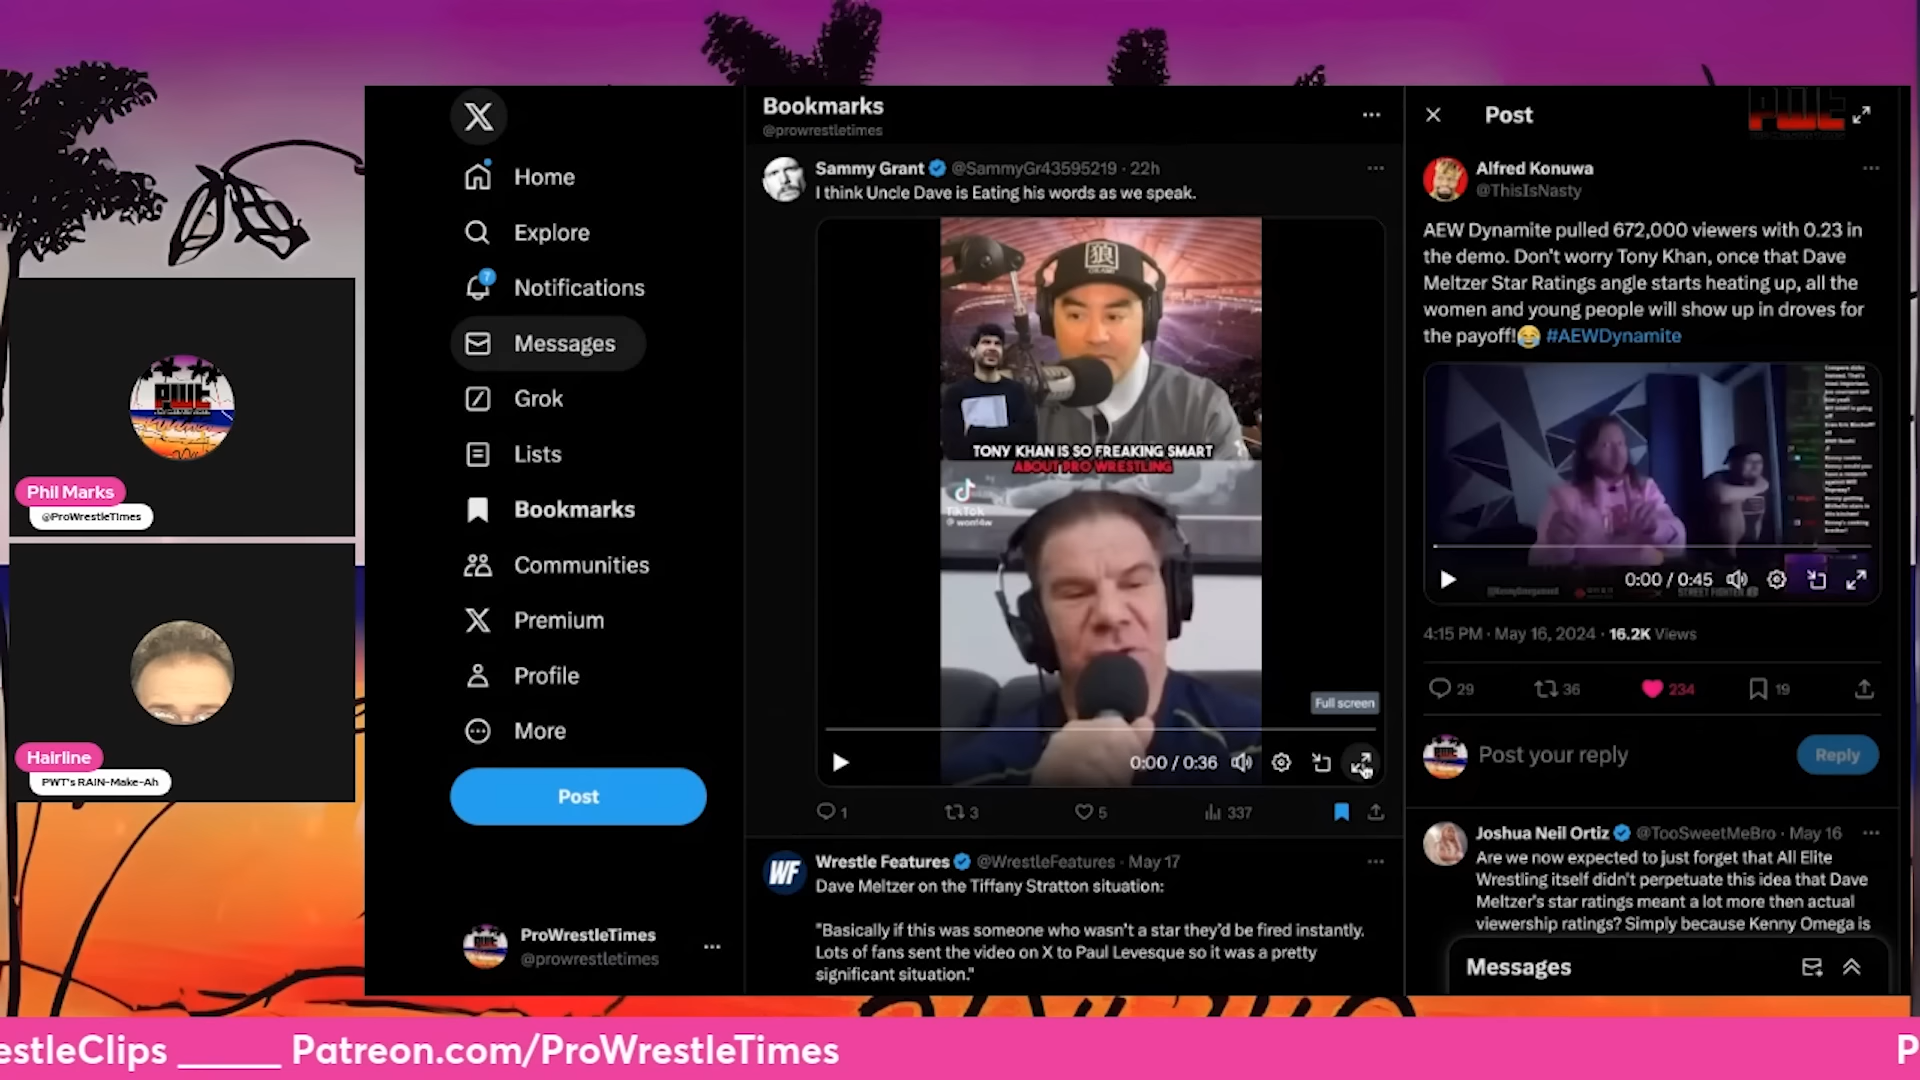 Bookmarks
@prowrestletimes
Home
Explore
7
Notifications
Messages
Grok
Lists
Bookmarks
Communities
Premium
Profile
More
Post
ProWrestleTimes
@prowrestletimes
Phil Marks
@ProWrestleTimes
Hairline
PWT's RAIN-Make-Ah
Sammy Grant @SammyGr43595219 · 22h
I think Uncle Dave is Eating his words as we speak.
TONY KHAN IS SO FREAKING SMART
ABOUT PRO WRESTLING
TikTok
Full screen
0:00 / 0:36
1
3
5
337
WF
Wrestle Features @WrestleFeatures · May 17
Dave Meltzer on the Tiffany Stratton situation:
"Basically if this was someone who wasn't a star they'd be fired instantly.
Lots of fans sent the video on X to Paul Levesque so it was a pretty
significant situation."
Post
PWT
Alfred Konuwa
@ThisIsNasty
AEW Dynamite pulled 672,000 viewers with 0.23 in
the demo. Don't worry Tony Khan, once that Dave
Meltzer Star Ratings angle starts heating up, all the
women and young people will show up in droves for
the payoff!😂 #AEWDynamite
0:00 / 0:45
STREET FIGHTER
4:15 PM · May 16, 2024 · 16.2K Views
29
36
234
19
Post your reply
Reply
Joshua Neil Ortiz @TooSweetMeBro · May 16
Are we now expected to just forget that All Elite
Wrestling itself didn't perpetuate this idea that Dave
Meltzer's star ratings meant a lot more then actual
viewership ratings? Simply because Kenny Omega is
Messages
estleClips ______ Patreon.com/ProWrestleTimes
P